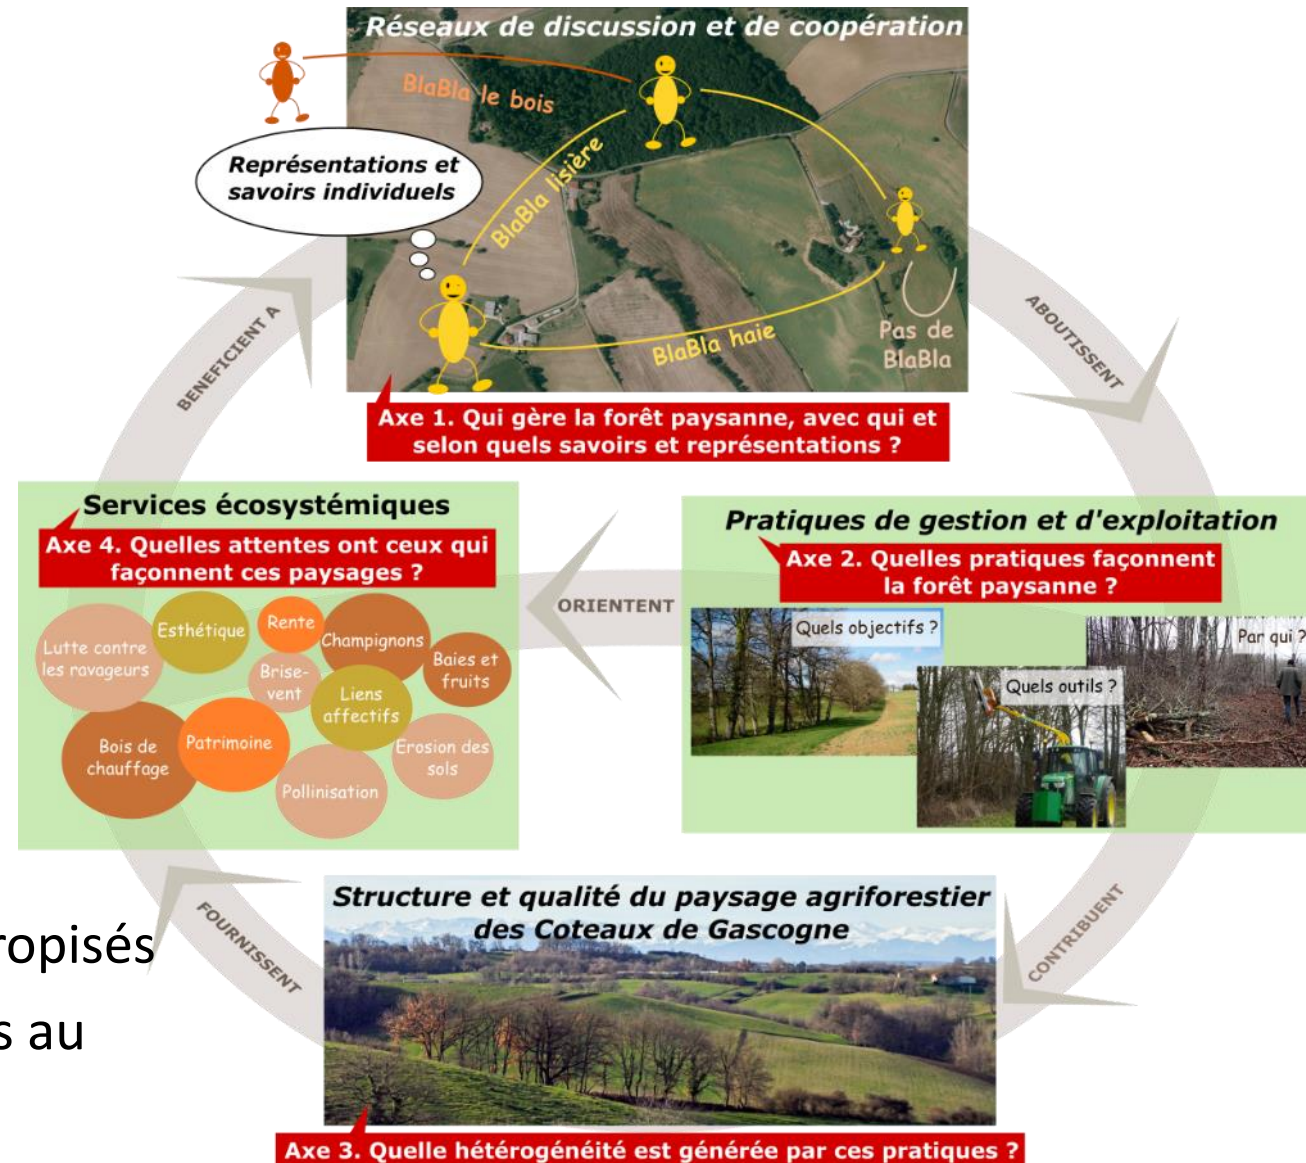 Réseaux de discussion et de coopération
BlaBla le bois
Représentations et
savoirs individuels
BlaBla lisière
BlaBla haie
Pas de
BlaBla
Axe 1. Qui gère la forêt paysanne, avec qui et
selon quels savoirs et représentations ?
BENEFICIENT A
ABOUTISSENT
Services écosystémiques
Axe 4. Quelles attentes ont ceux qui
façonnent ces paysages ?
Lutte contre
les ravageurs
Esthétique
Rente
Champignons
Brise-
vent
Baies et
fruits
Liens
affectifs
Bois de
chauffage
Patrimoine
Erosion des
sols
Pollinisation
ORIENTENT
Pratiques de gestion et d'exploitation
Axe 2. Quelles pratiques façonnent
la forêt paysanne ?
Quels objectifs ?
Quels outils ?
Par qui ?
FOURNISSENT
CONTRIBUENT
Structure et qualité du paysage agriforestier
des Coteaux de Gascogne
Axe 3. Quelle hétérogénéité est générée par ces pratiques ?
ropisés
s au